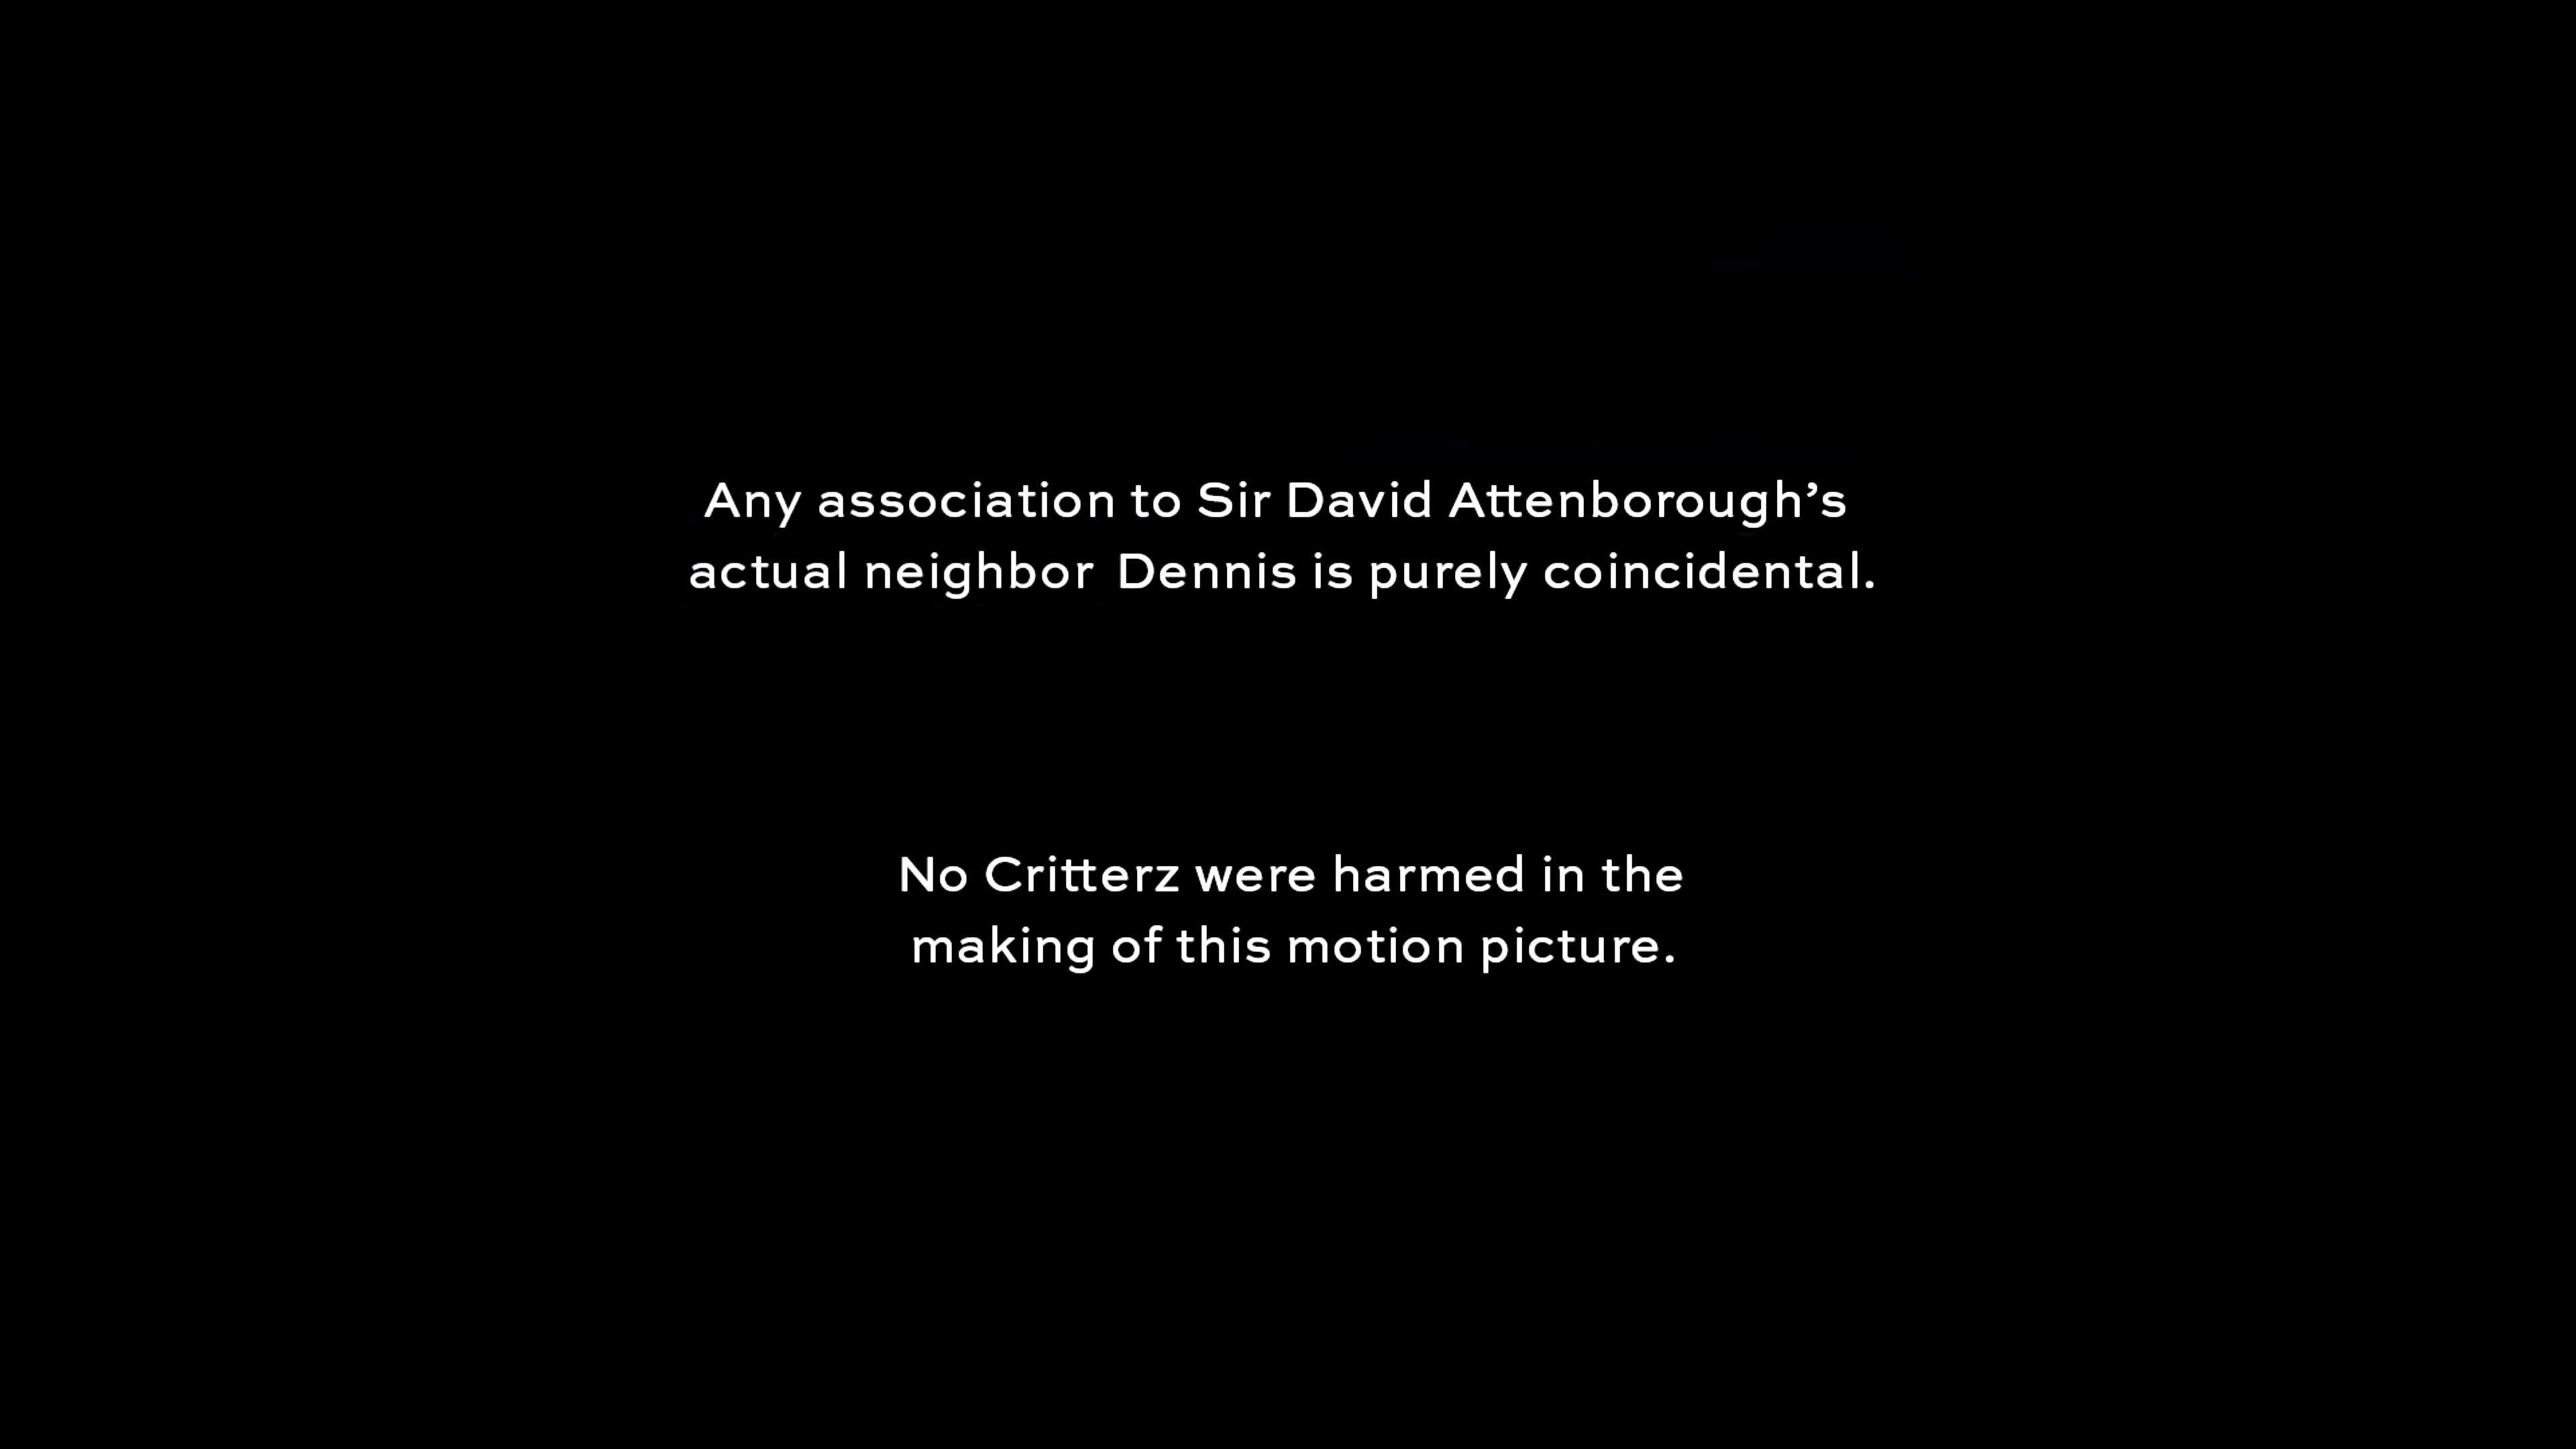 Any association to Sir David Attenborough’s
actual neighbor Dennis is purely coincidental.
No Critterz were harmed in the
making of this motion picture.